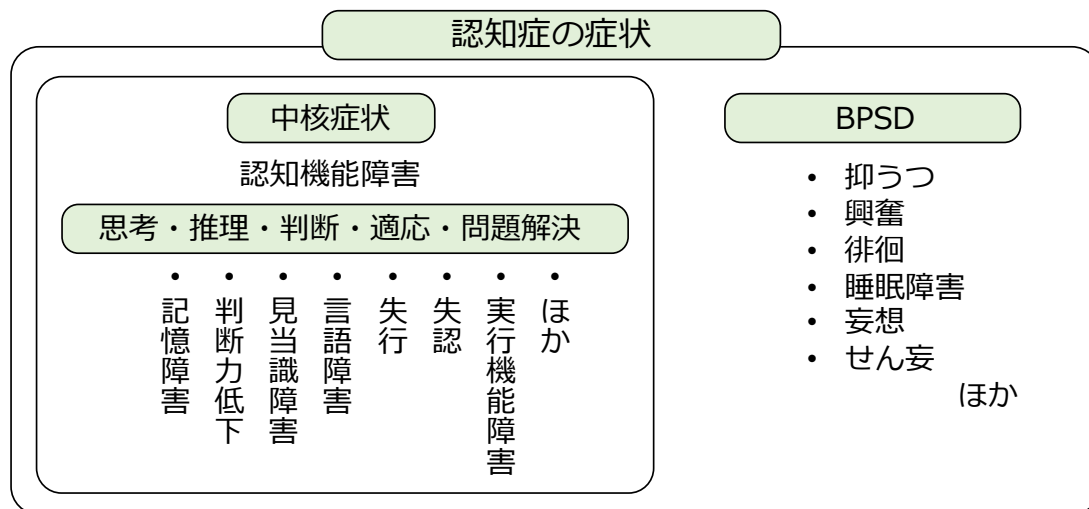 認知症の症状
中核症状
認知機能障害
思考・推理・判断・適応・問題解決
・記憶障害
・判断力低下
・見当識障害
・言語障害
・失行
・失認
・実行機能障害
・ほか
BPSD
• 抑うつ
• 興奮
• 徘徊
• 睡眠障害
• 妄想
• せん妄
ほか